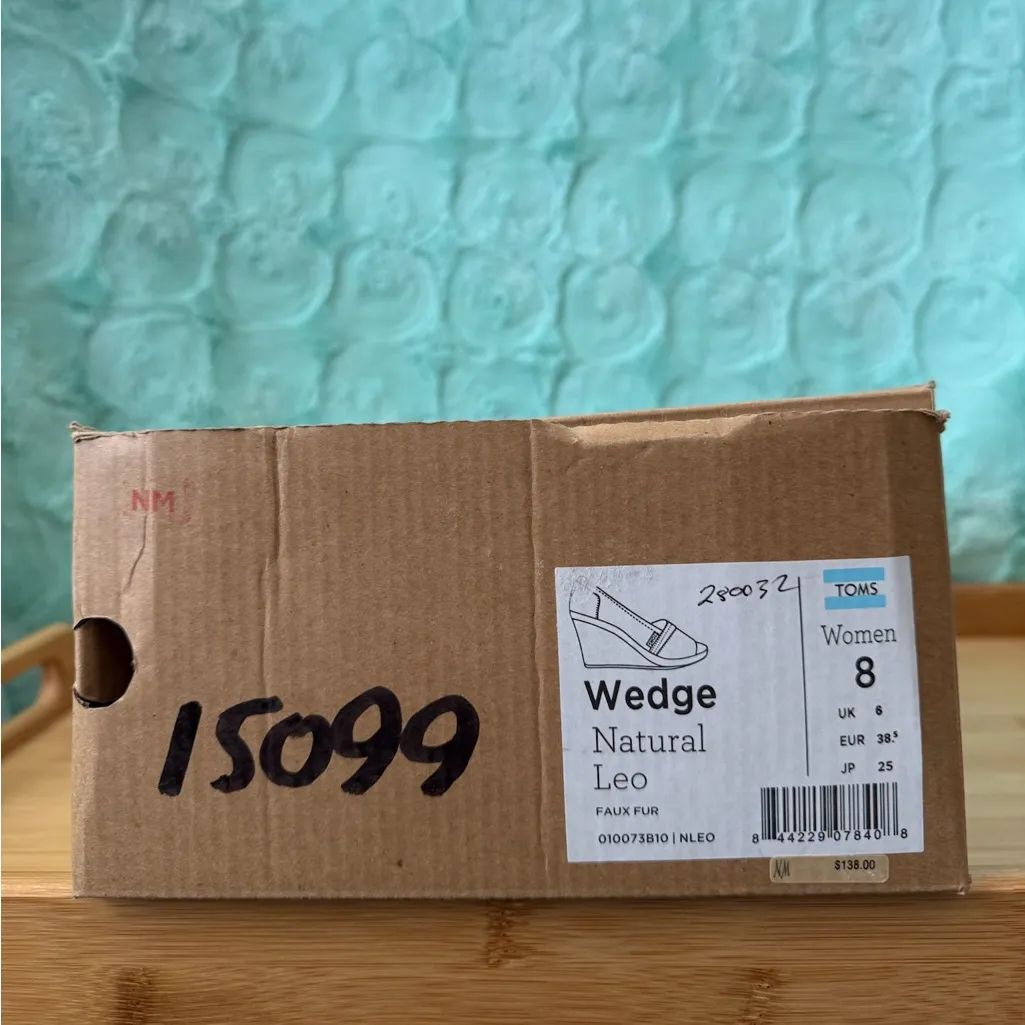 NM
15099
280032
TOMS
Women
8
UK 6
EUR 38.5
JP 25
Wedge
Natural
Leo
FAUX FUR
010073B10 | NLEO
8 44229 07840 8
NM $138.00